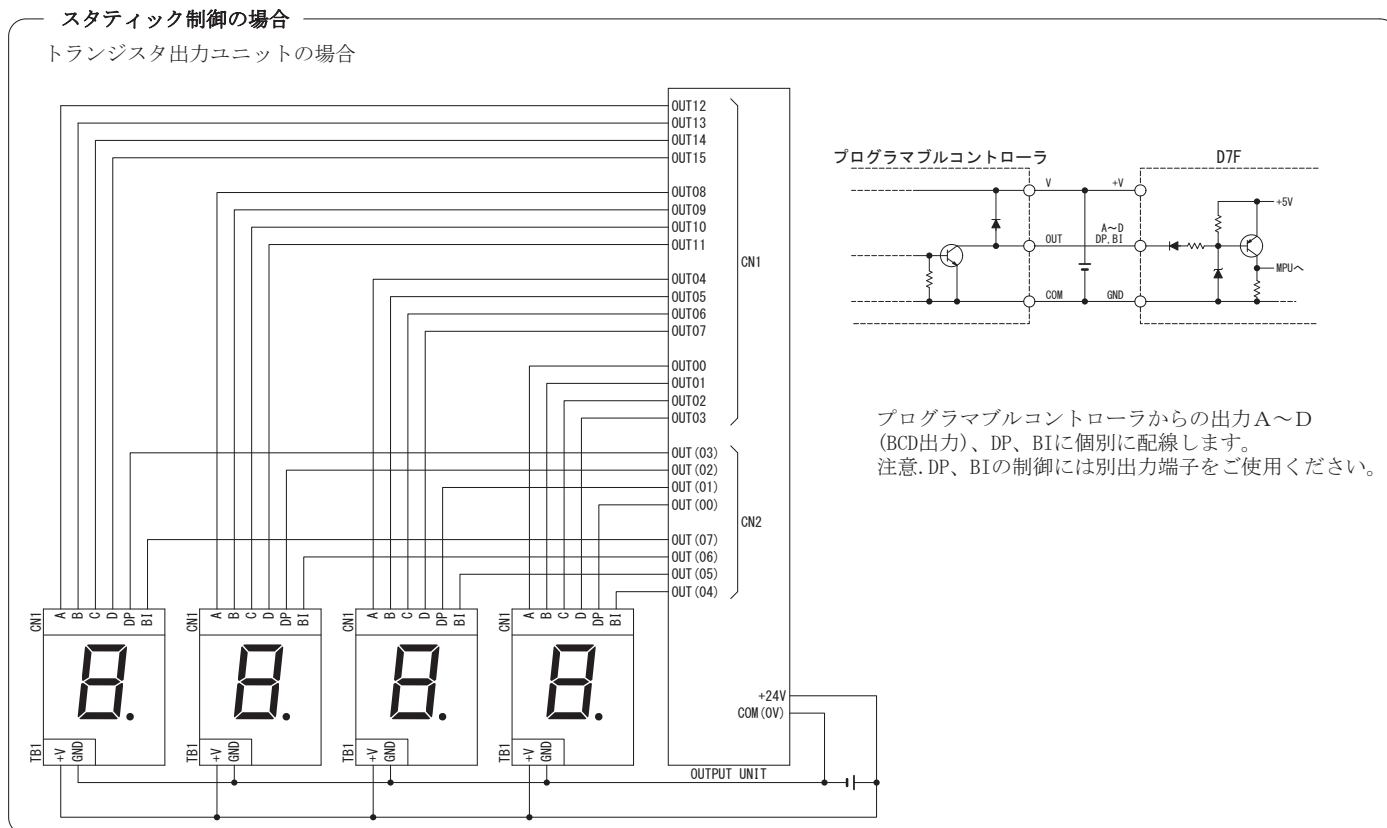 スタティック制御の場合
トランジスタ出力ユニットの場合
OUT12
OUT13
OUT14
OUT15
OUT08
OUT09
OUT10
OUT11
OUT04
OUT05
OUT06
OUT07
OUT00
OUT01
OUT02
OUT03
CN1
OUT(03)
OUT(02)
OUT(01)
OUT(00)
OUT(07)
OUT(06)
OUT(05)
OUT(04)
CN2
+24V
COM(0V)
OUTPUT UNIT
CN1 A B C D DP BI
8.
TB1 +V GND
CN1 A B C D DP BI
8.
TB1 +V GND
CN1 A B C D DP BI
8.
TB1 +V GND
CN1 A B C D DP BI
8.
TB1 +V GND
プログラマブルコントローラ
D7F
V +V
+5V
OUT A～D
DP,BI
MPUへ
COM GND
プログラマブルコントローラからの出力A～D
(BCD出力)、DP、BIに個別に配線します。
注意.DP、BIの制御には別出力端子をご使用ください。